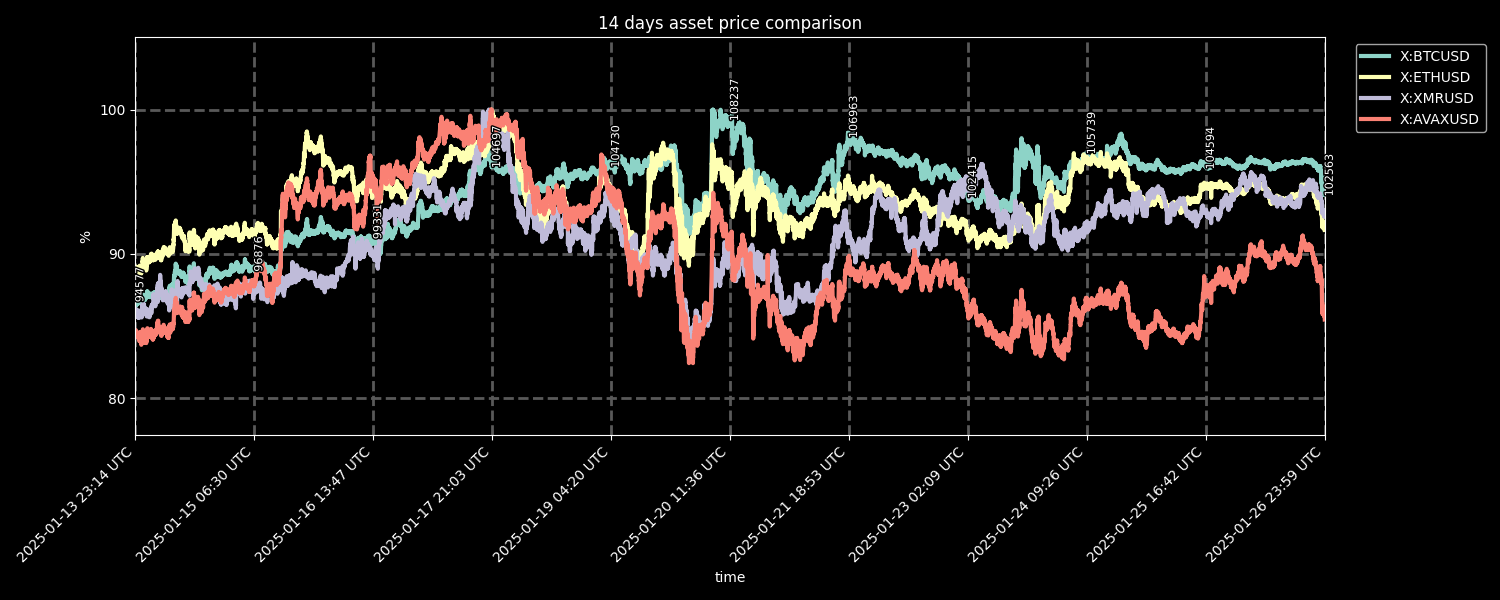 14 days asset price comparison
X:BTCUSD
X:ETHUSD
X:XMRUSD
X:AVAXUSD
100
90
80
%
94577
96876
99331
104697
104730
108237
106963
102415
105739
104594
102563
2025-01-13 23:14 UTC
2025-01-15 06:30 UTC
2025-01-16 13:47 UTC
2025-01-17 21:03 UTC
2025-01-19 04:20 UTC
2025-01-20 11:36 UTC
2025-01-21 18:53 UTC
2025-01-23 02:09 UTC
2025-01-24 09:26 UTC
2025-01-25 16:42 UTC
2025-01-26 23:59 UTC
time